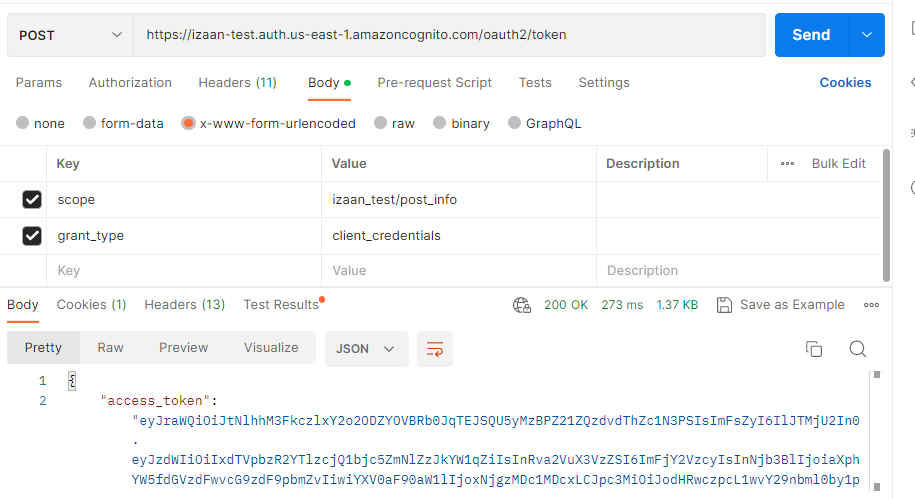 POST https://izaan-test.auth.us-east-1.amazoncognito.com/oauth2/token Send
Params Authorization Headers (11) Body Pre-request Script Tests Settings Cookies
none form-data x-www-form-urlencoded raw binary GraphQL
Key Value Description Bulk Edit
scope izaan_test/post_info
grant_type client_credentials
Key Value Description
Body Cookies (1) Headers (13) Test Results 200 OK 273 ms 1.37 KB Save as Example
Pretty Raw Preview Visualize JSON
1 {
2 "access_token":
"eyJraWQiOiJtNlhhM3FkczlxY2o2ODZYOVBRb0JqTEJSQU5yMzBPZ21ZQzdvdThZc1N3PSIsImFsZyI6IlJTMjU2In0
.
eyJzdWIiOiIxdTVpbzR2YTlzcjQ1bjc5ZmNlZzJkYW1qZiIsInRva2VuX3VzZSI6ImFjY2VzcyIsInNjb3BlIjoiaXph
YW5fdGVzdFwvcG9zdF9pbmZvIiwiYXV0aF90aW1lIjoxNjgzMDc1MDcxLCJpc3MiOiJodHRwczpcL1wvY29nbml0by1p